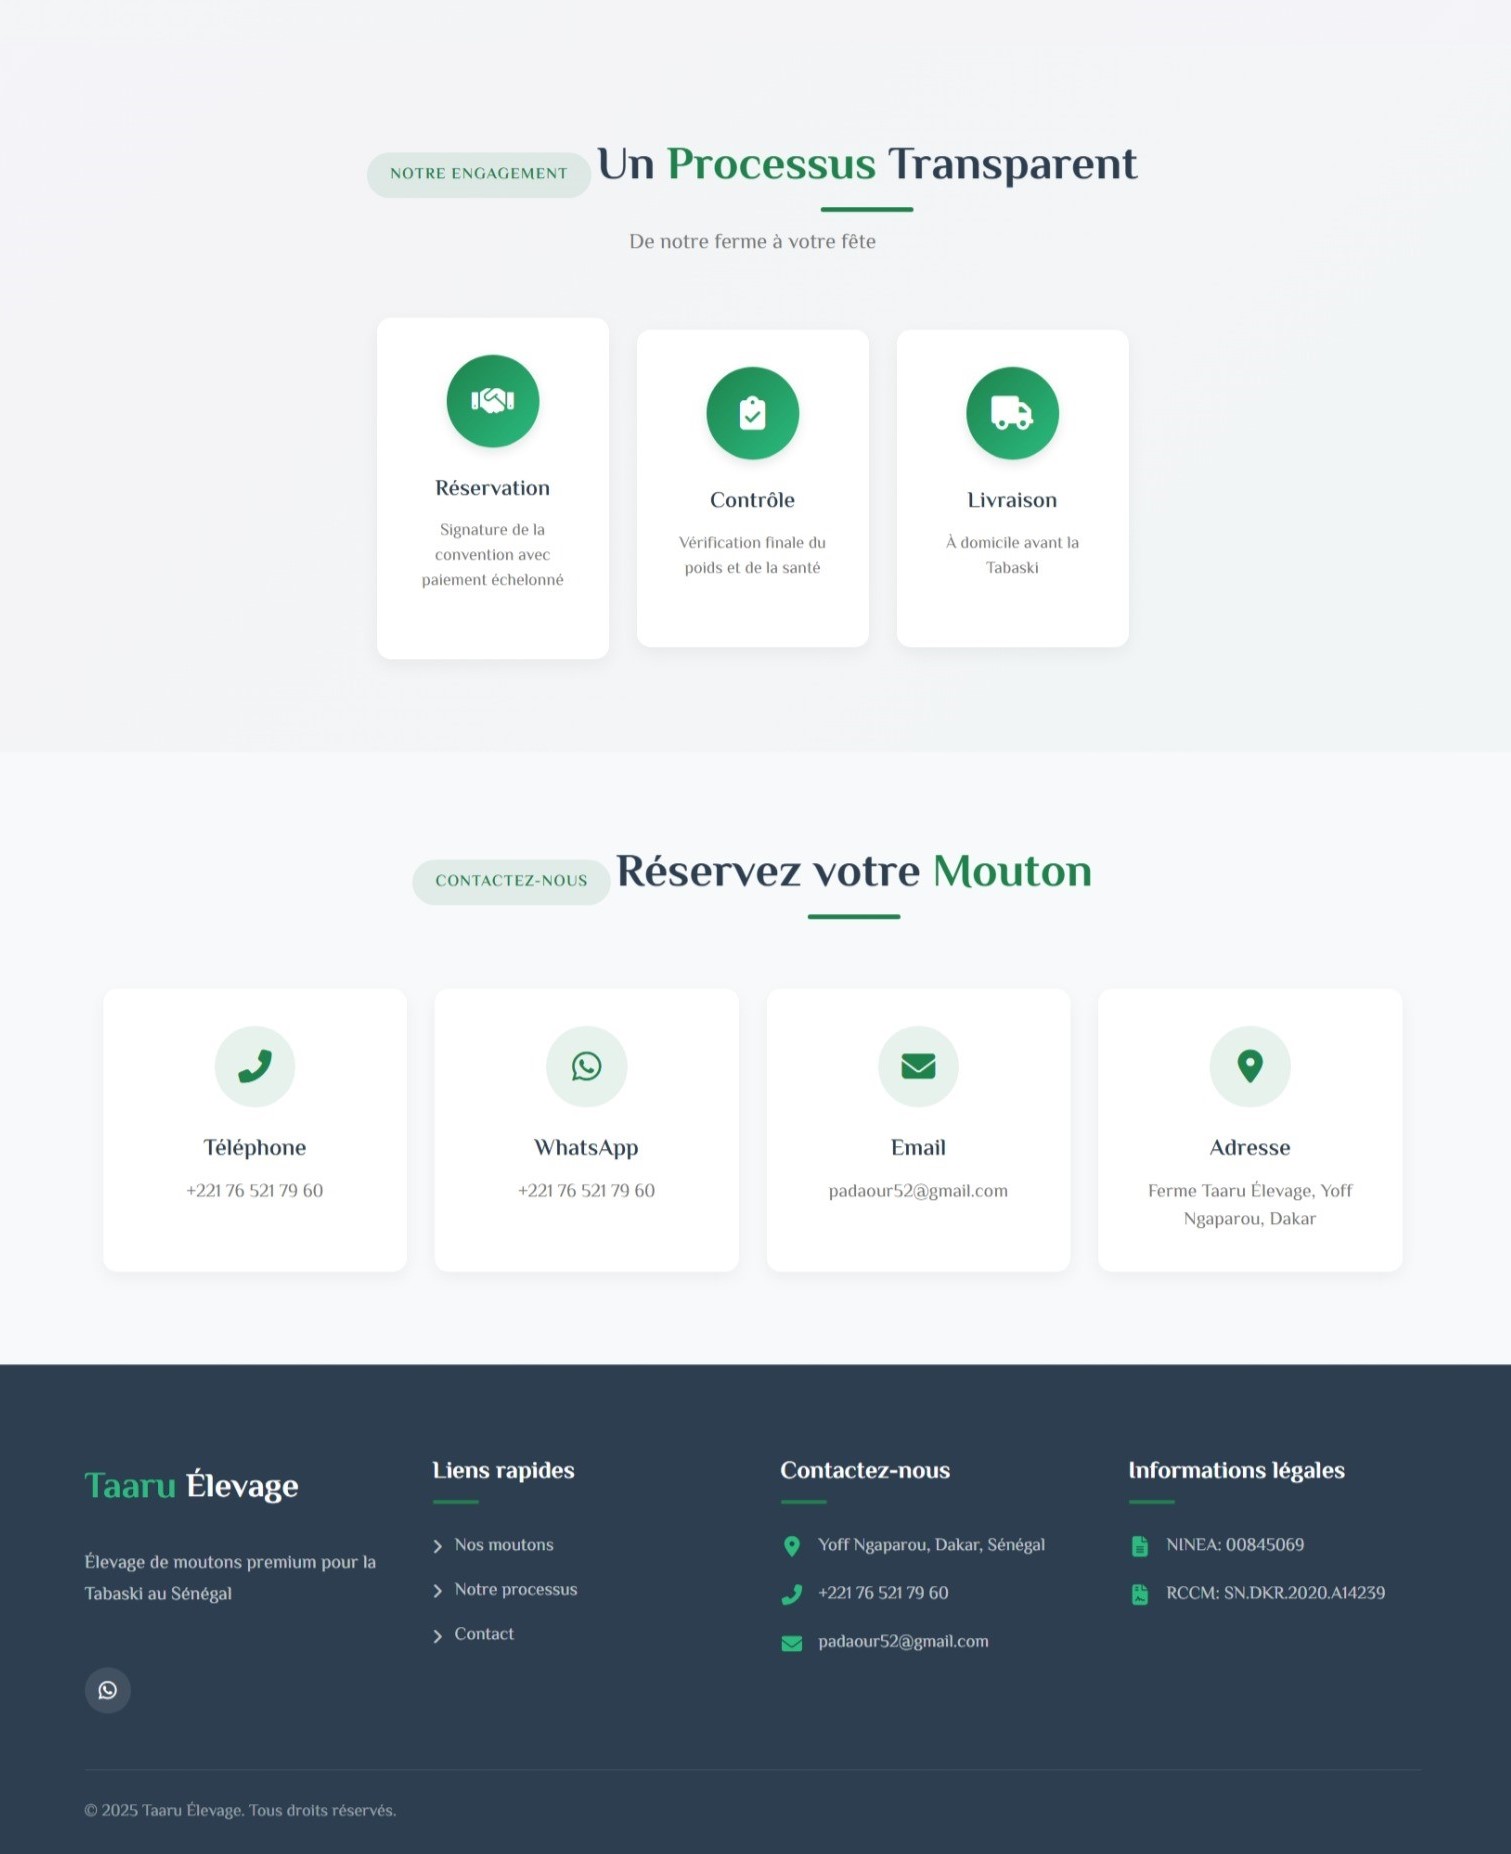 NOTRE ENGAGEMENT
Un Processus Transparent
De notre ferme à votre fête
Réservation
Signature de la
convention avec
paiement échelonné
Contrôle
Vérification finale du
poids et de la santé
Livraison
À domicile avant la
Tabaski
CONTACTEZ-NOUS
Réservez votre Mouton
Téléphone
+221 76 521 79 60
WhatsApp
+221 76 521 79 60
Email
padaour52@gmail.com
Adresse
Ferme Taaru Élevage, Yoff
Ngaparou, Dakar
Taaru Élevage
Élevage de moutons premium pour la
Tabaski au Sénégal
Liens rapides
Nos moutons
Notre processus
Contact
Contactez-nous
Yoff Ngaparou, Dakar, Sénégal
+221 76 521 79 60
padaour52@gmail.com
Informations légales
NINEA: 00845069
RCCM: SN.DKR.2020.A14239
© 2025 Taaru Élevage. Tous droits réservés.